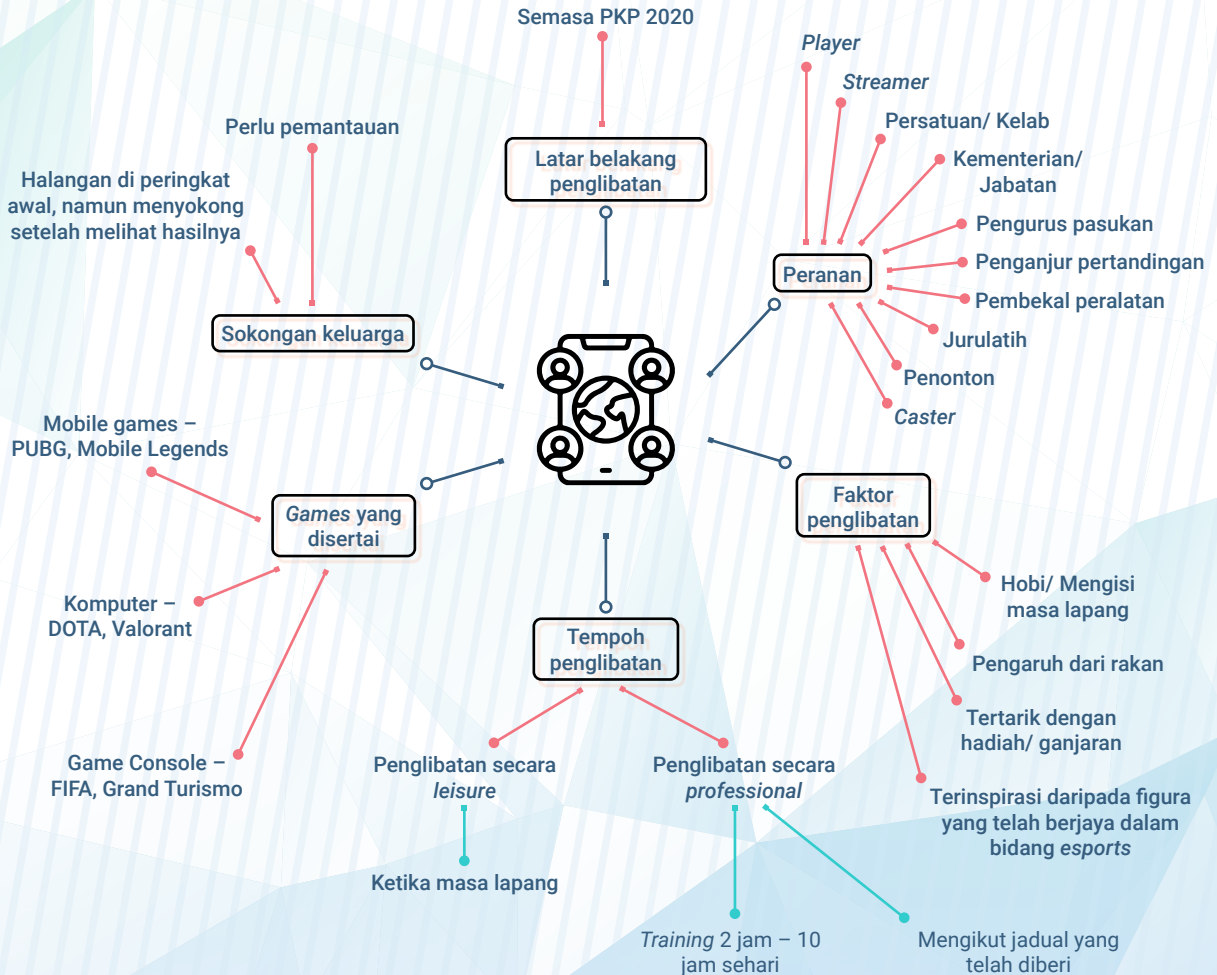 Semasa PKP 2020
Latar belakang
penglibatan
Perlu pemantauan
Halangan di peringkat
awal, namun menyokong
setelah melihat hasilnya
Sokongan keluarga
Player
Streamer
Persatuan/ Kelab
Kementerian/
Jabatan
Pengurus pasukan
Penganjur pertandingan
Pembekal peralatan
Jurulatih
Penonton
Caster
Peranan
Mobile games –
PUBG, Mobile Legends
Games yang
disertai
Komputer –
DOTA, Valorant
Game Console –
FIFA, Grand Turismo
Faktor
penglibatan
Hobi/ Mengisi
masa lapang
Pengaruh dari rakan
Tertarik dengan
hadiah/ ganjaran
Terinspirasi daripada figura
yang telah berjaya dalam
bidang esports
Tempoh
penglibatan
Penglibatan secara
leisure
Ketika masa lapang
Penglibatan secara
professional
Training 2 jam – 10
jam sehari
Mengikut jadual yang
telah diberi